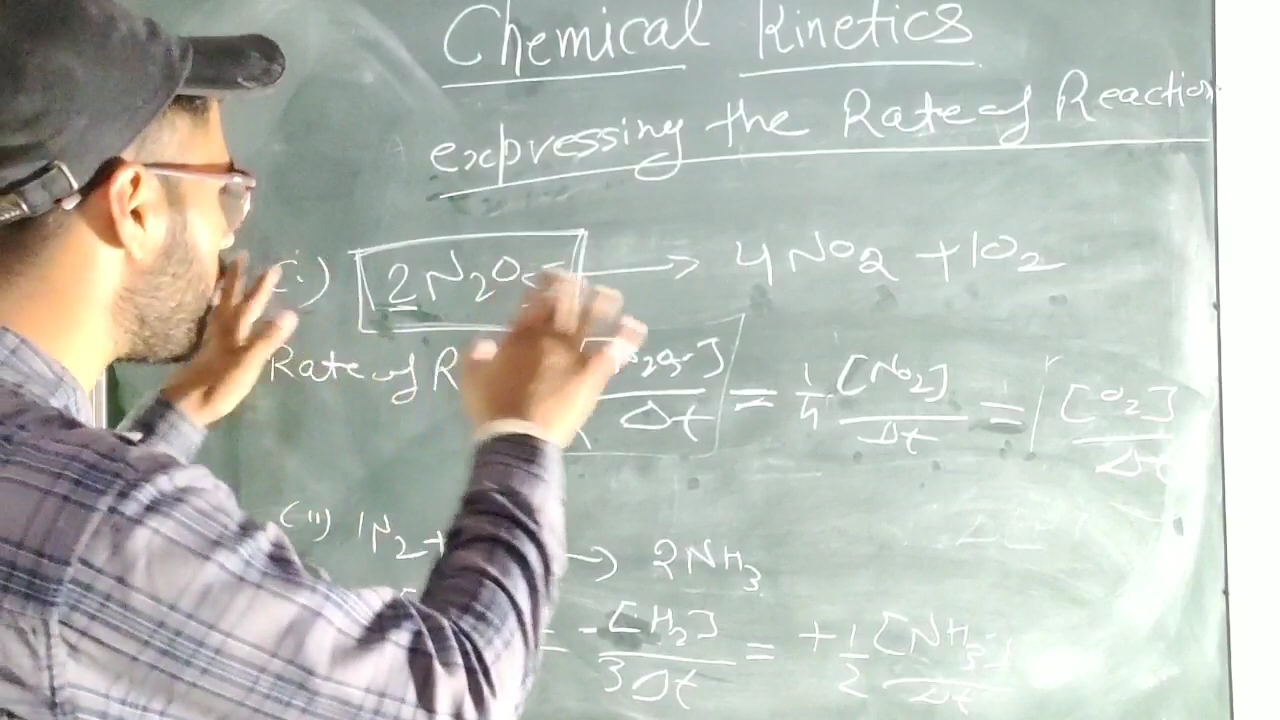 Chemical Kinetics
expressing the Rate of Reaction
(i) 2N2O5 → 4NO2 + 1O2
Rate of R
[N2O5]/Δt = 1/4 [NO2]/Δt = [O2]/Δt
(ii) 1N2 + → 2NH3
= -[H2]/3Δt = +1/2 [NH3]/Δt